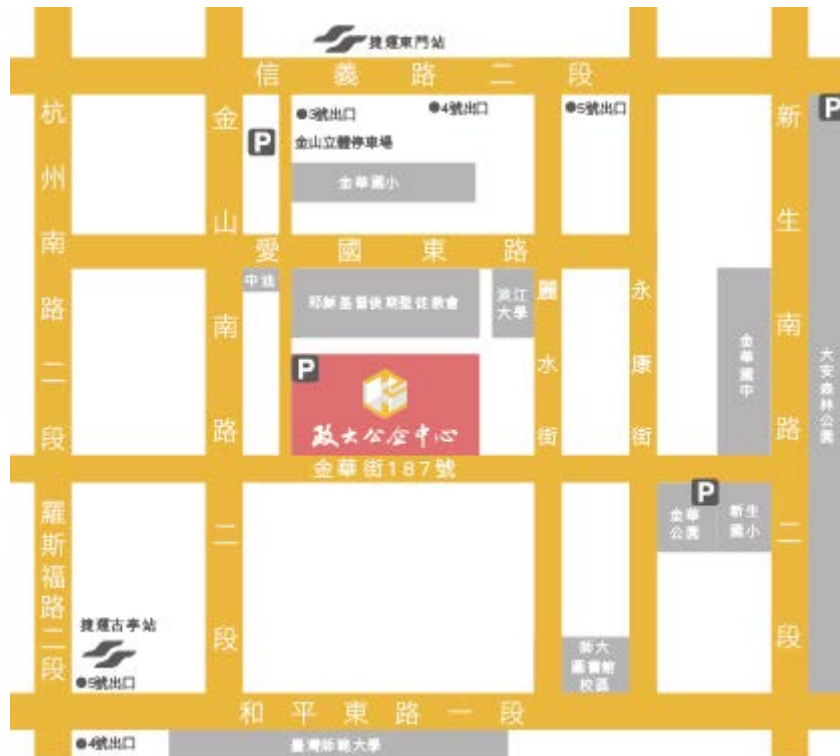 捷運東門站
信義路二段
杭州南路二段
金山南路二段
新生南路二段
P
●3號出口
●4號出口
●5號出口
P
金山立體停車場
金華國小
愛國東路
中油
耶穌基督後期聖徒教會
淡江
大學
麗水街
永康街
金華國中
大安森林公園
P
政大公企中心
金華街187號
P
金華
公園
新生
國小
羅斯福路二段
捷運古亭站
●5號出口
師大
圖書館
校區
和平東路一段
●4號出口
臺灣師範大學